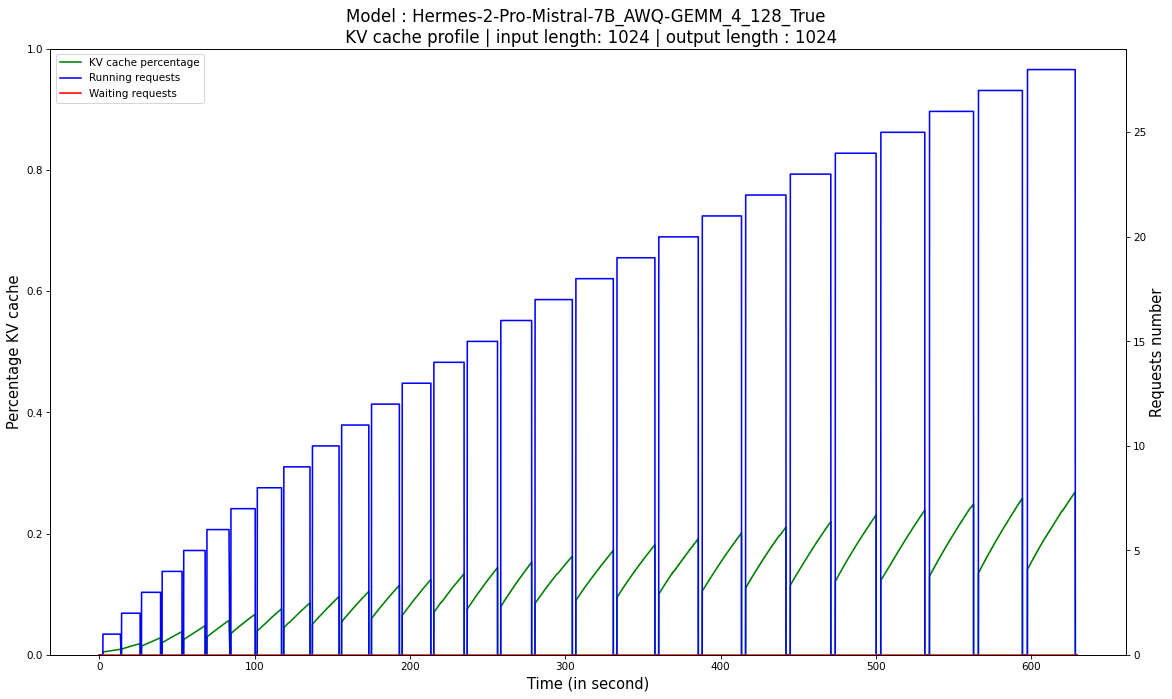 Model : Hermes-2-Pro-Mistral-7B_AWQ-GEMM_4_128_True
KV cache profile | input length: 1024 | output length : 1024
KV cache percentage
Running requests
Waiting requests
Percentage KV cache
1.0
0.8
0.6
0.4
0.2
0.0
25
20
15
10
5
0
Requests number
0 100 200 300 400 500 600
Time (in second)